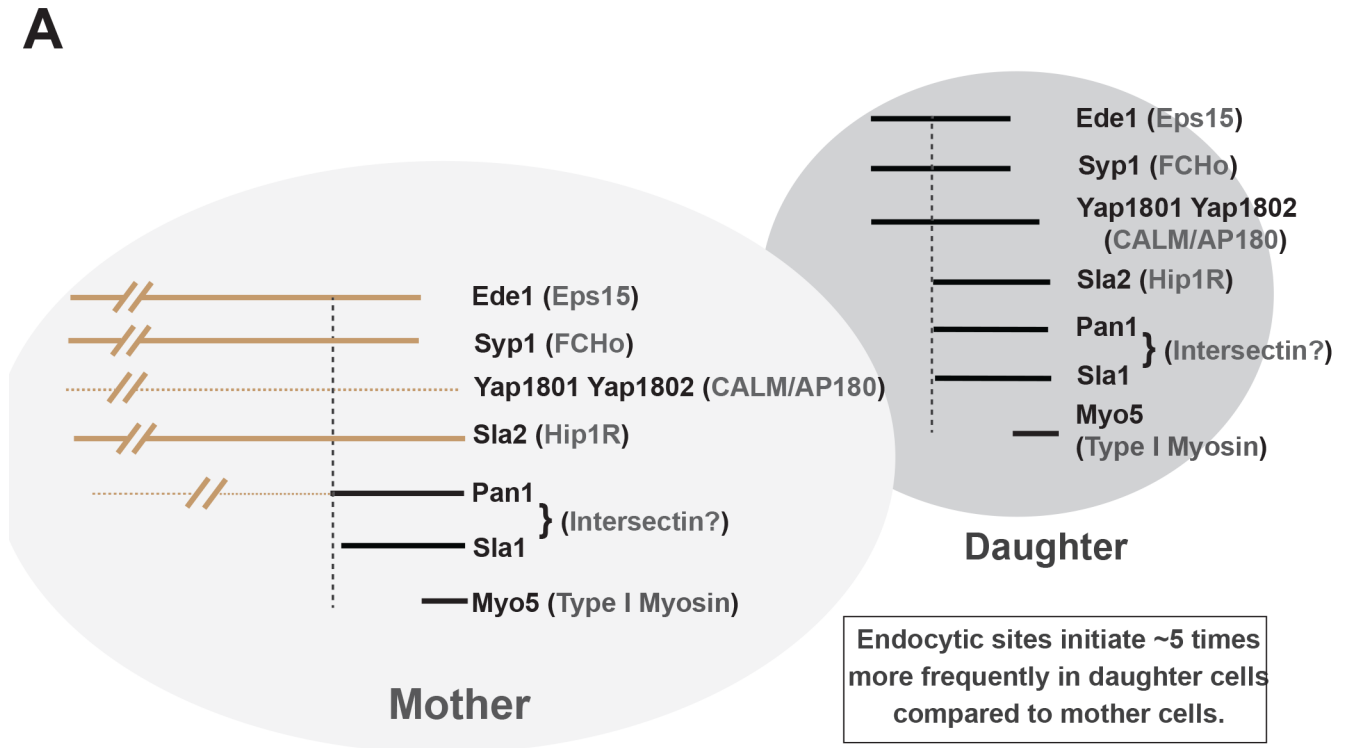 A
Ede1 (Eps15)
Syp1 (FCHo)
Yap1801 Yap1802
(CALM/AP180)
Sla2 (Hip1R)
Pan1
} (Intersectin?)
Sla1
Myo5
(Type I Myosin)
Daughter
Ede1 (Eps15)
Syp1 (FCHo)
Yap1801 Yap1802 (CALM/AP180)
Sla2 (Hip1R)
Pan1
} (Intersectin?)
Sla1
Myo5 (Type I Myosin)
Mother
Endocytic sites initiate ~5 times
more frequently in daughter cells
compared to mother cells.